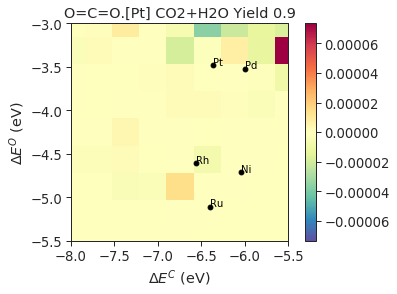 O=C=O.[Pt] CO2+H2O Yield 0.9
−3.0
−3.5
−4.0
−4.5
−5.0
−5.5
ΔE^O (eV)
Pt
Pd
Rh
Ni
Ru
−8.0 −7.5 −7.0 −6.5 −6.0 −5.5
ΔE^C (eV)
0.00006
0.00004
0.00002
0.00000
−0.00002
−0.00004
−0.00006